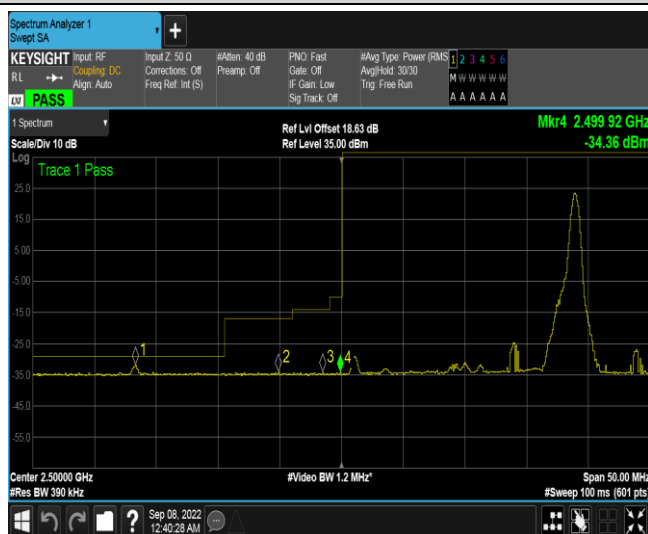 Spectrum Analyzer 1
Swept SA
+
KEYSIGHT Input: RF Input Z: 50 Ω #Atten: 40 dB PNO: Fast #Avg Type: Power (RMS 1 2 3 4 5 6
RL Coupling: DC Corrections: Off Preamp: Off Gate: Off Avg|Hold: 30/30 M W W W W W
Align: Auto Freq Ref: Int (S) IF Gain: Low Trig: Free Run
LXI PASS Sig Track: Off A A A A A A
1 Spectrum Ref Lvl Offset 18.63 dB Mkr4 2.499 92 GHz
Scale/Div 10 dB Ref Level 35.00 dBm -34.36 dBm
Log
Trace 1 Pass
25.0
15.0
5.00
-5.00
-15.0
-25.0
1
2
3
4
-35.0
-45.0
-55.0
Center 2.50000 GHz #Video BW 1.2 MHz* Span 50.00 MHz
#Res BW 390 kHz #Sweep 100 ms (601 pts)
? Sep 08, 2022
12:40:28 AM